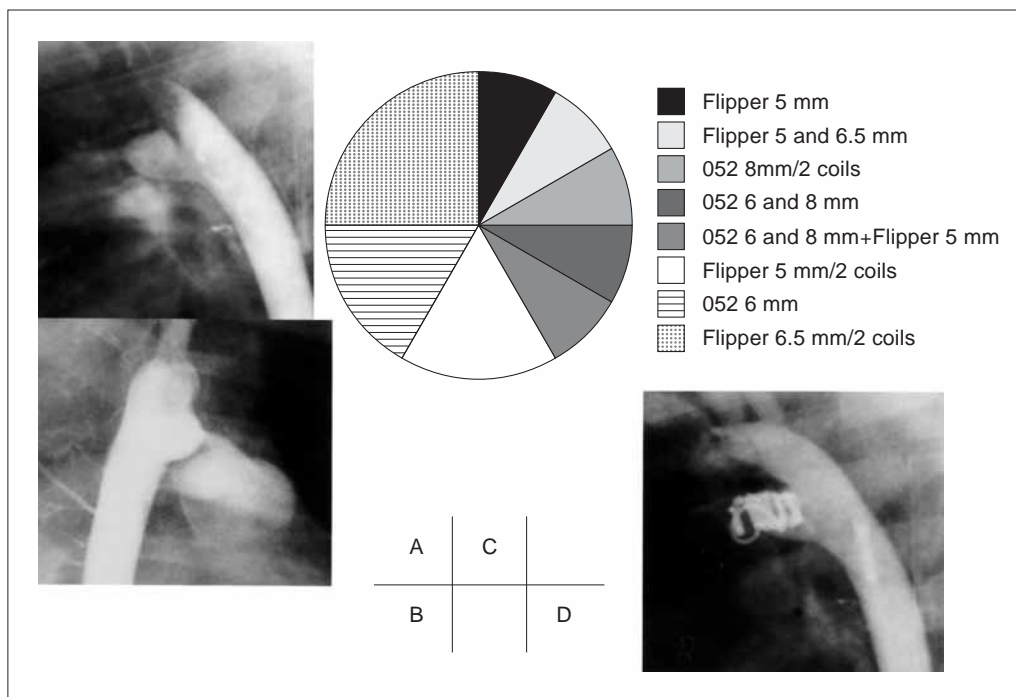 Flipper 5 mm
Flipper 5 and 6.5 mm
052 8mm/2 coils
052 6 and 8 mm
052 6 and 8 mm+Flipper 5 mm
Flipper 5 mm/2 coils
052 6 mm
Flipper 6.5 mm/2 coils
A C
B D